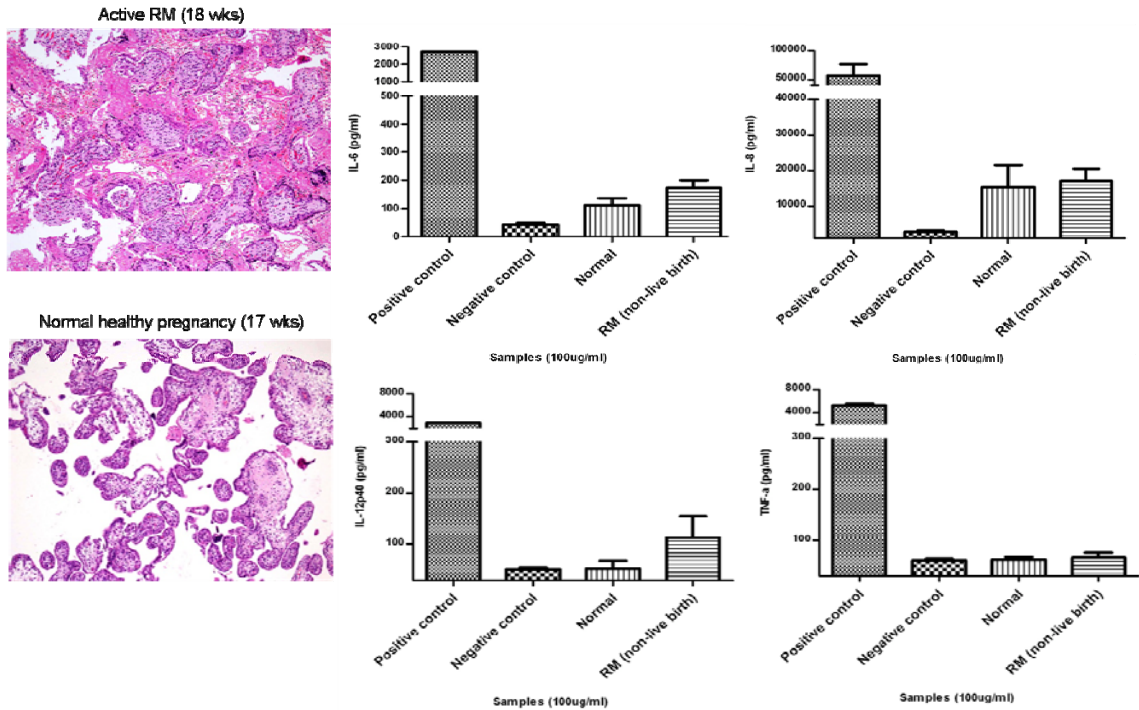 Active RM (18 wks)
Normal healthy pregnancy (17 wks)
IL-6 (pg/ml)
3000
2000
1000
600
400
300
200
100
0
Positive control
Negative control
Normal
RM (non-live birth)
Samples (100ug/ml)
IL-8 (pg/ml)
100000
50000
40000
30000
20000
10000
Positive control
Negative control
Normal
RM (non-live birth)
Samples (100ug/ml)
IL-12p40 (pg/ml)
8000
4000
300
200
100
Positive control
Negative control
Normal
RM (non-live birth)
Samples (100ug/ml)
TNF-a (pg/ml)
8000
4000
300
200
100
Positive control
Negative control
Normal
RM (non-live birth)
Samples (100ug/ml)